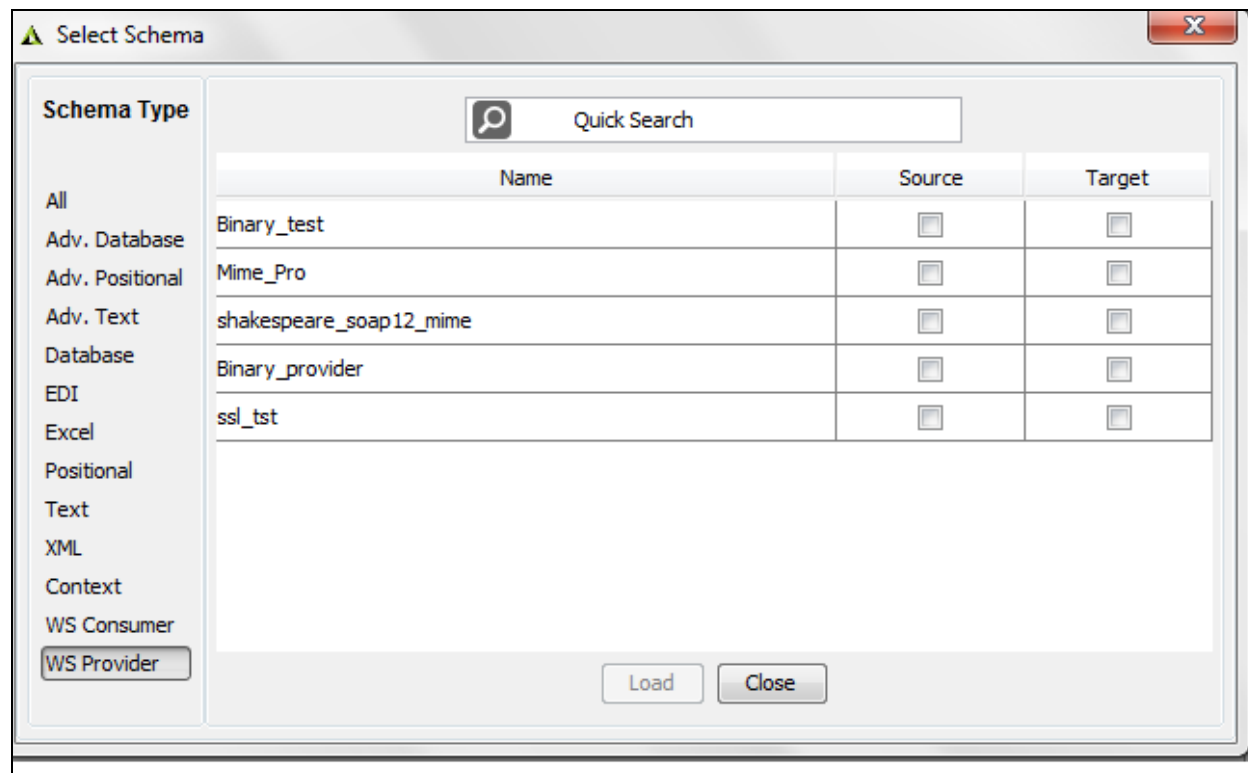 Select Schema
Schema Type
Quick Search
Name Source Target
All
Adv. Database
Adv. Positional
Adv. Text
Database
EDI
Excel
Positional
Text
XML
Context
WS Consumer
WS Provider
Binary_test
Mime_Pro
shakespeare_soap12_mime
Binary_provider
ssl_tst
Load Close